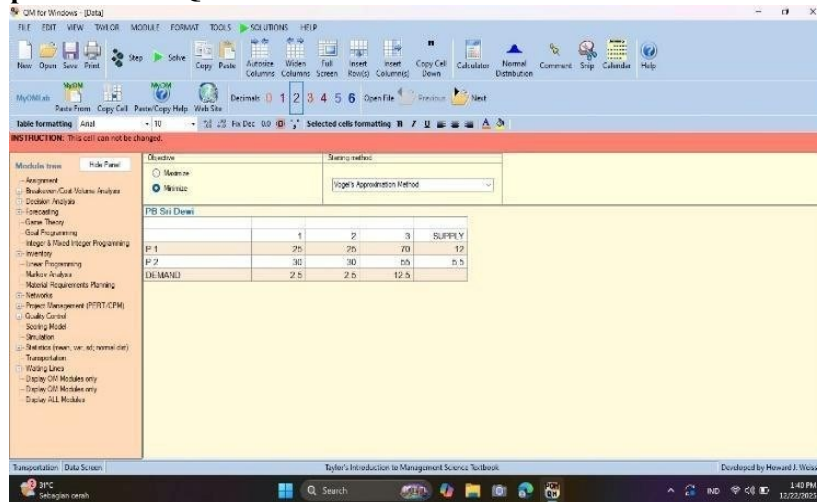 QM for Windows - [Data]
FILE EDIT VIEW TAYLOR MODULE FORMAT TOOLS SOLUTIONS HELP
New Open Save Print Step Solve Copy Paste Autosize Columns Widen Columns Full Screen Insert Row(s) Insert Column(s) Copy Cell Down Calculator Normal Distribution Comment Snip Calendar Help
MyOMLab Paste From Copy Cell Paste/Copy Help Web Site Decimals 0 1 2 3 4 5 6 Open File Previous Next
Table formatting Arial 10 Fix Dec 0.0 Selected cells formatting B I U
INSTRUCTION: This cell can not be changed.
Module tree Hide Panel
Assignment
Breakeven/Cost-Volume Analysis
Decision Analysis
Forecasting
Game Theory
Goal Programming
Integer & Mixed Integer Programming
Inventory
Linear Programming
Markov Analysis
Material Requirements Planning
Networks
Project Management (PERT/CPM)
Quality Control
Scoring Model
Simulation
Statistics (mean, var, sd; normal dist)
Transportation
Waiting Lines
Display OM Modules only
Display QM Modules only
Display ALL Modules
Objective
Maximize
Minimize
Starting method
Vogel's Approximation Method
PB Sri Dewi
1 2 3 SUPPLY
P 1 25 25 70 12
P 2 30 30 55 5.5
DEMAND 2.5 2.5 12.5
Transportation Data Screen Taylor's Introduction to Management Science Textbook Developed by Howard J. Weiss
31°C
Sebagian cerah
Search
IND
1:40 PM